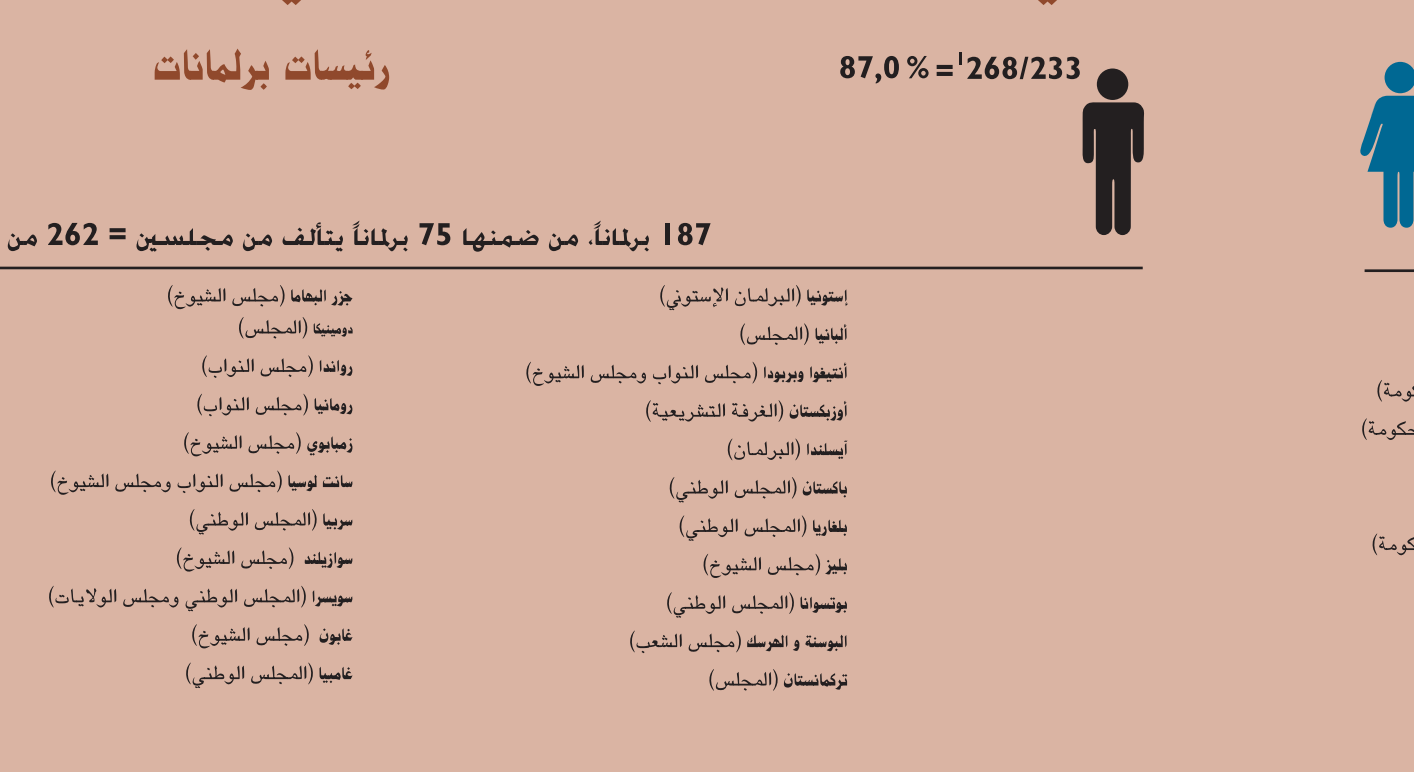 رئيسات برلمانات
87,0 % =¹268/233
187 برلماناً، من ضمنها 75 برلماناً يتألف من مجلسين = 262 من
إستونيا (البرلمان الإستوني)
ألبانيا (المجلس)
أنتيغوا وبربودا (مجلس النواب ومجلس الشيوخ)
أوزبكستان (الغرفة التشريعية)
آيسلندا (البرلمان)
باكستان (المجلس الوطني)
بلغاريا (المجلس الوطني)
بليز (مجلس الشيوخ)
بوتسوانا (المجلس الوطني)
البوسنة و الهرسك (مجلس الشعب)
تركمانستان (المجلس)
جزر البهاما (مجلس الشيوخ)
دومينيكا (المجلس)
رواندا (مجلس النواب)
رومانيا (مجلس النواب)
زمبابوي (مجلس الشيوخ)
سانت لوسيا (مجلس النواب ومجلس الشيوخ)
سربيا (المجلس الوطني)
سوازيلند (مجلس الشيوخ)
سويسرا (المجلس الوطني ومجلس الولايات)
غابون (مجلس الشيوخ)
غامبيا (المجلس الوطني)